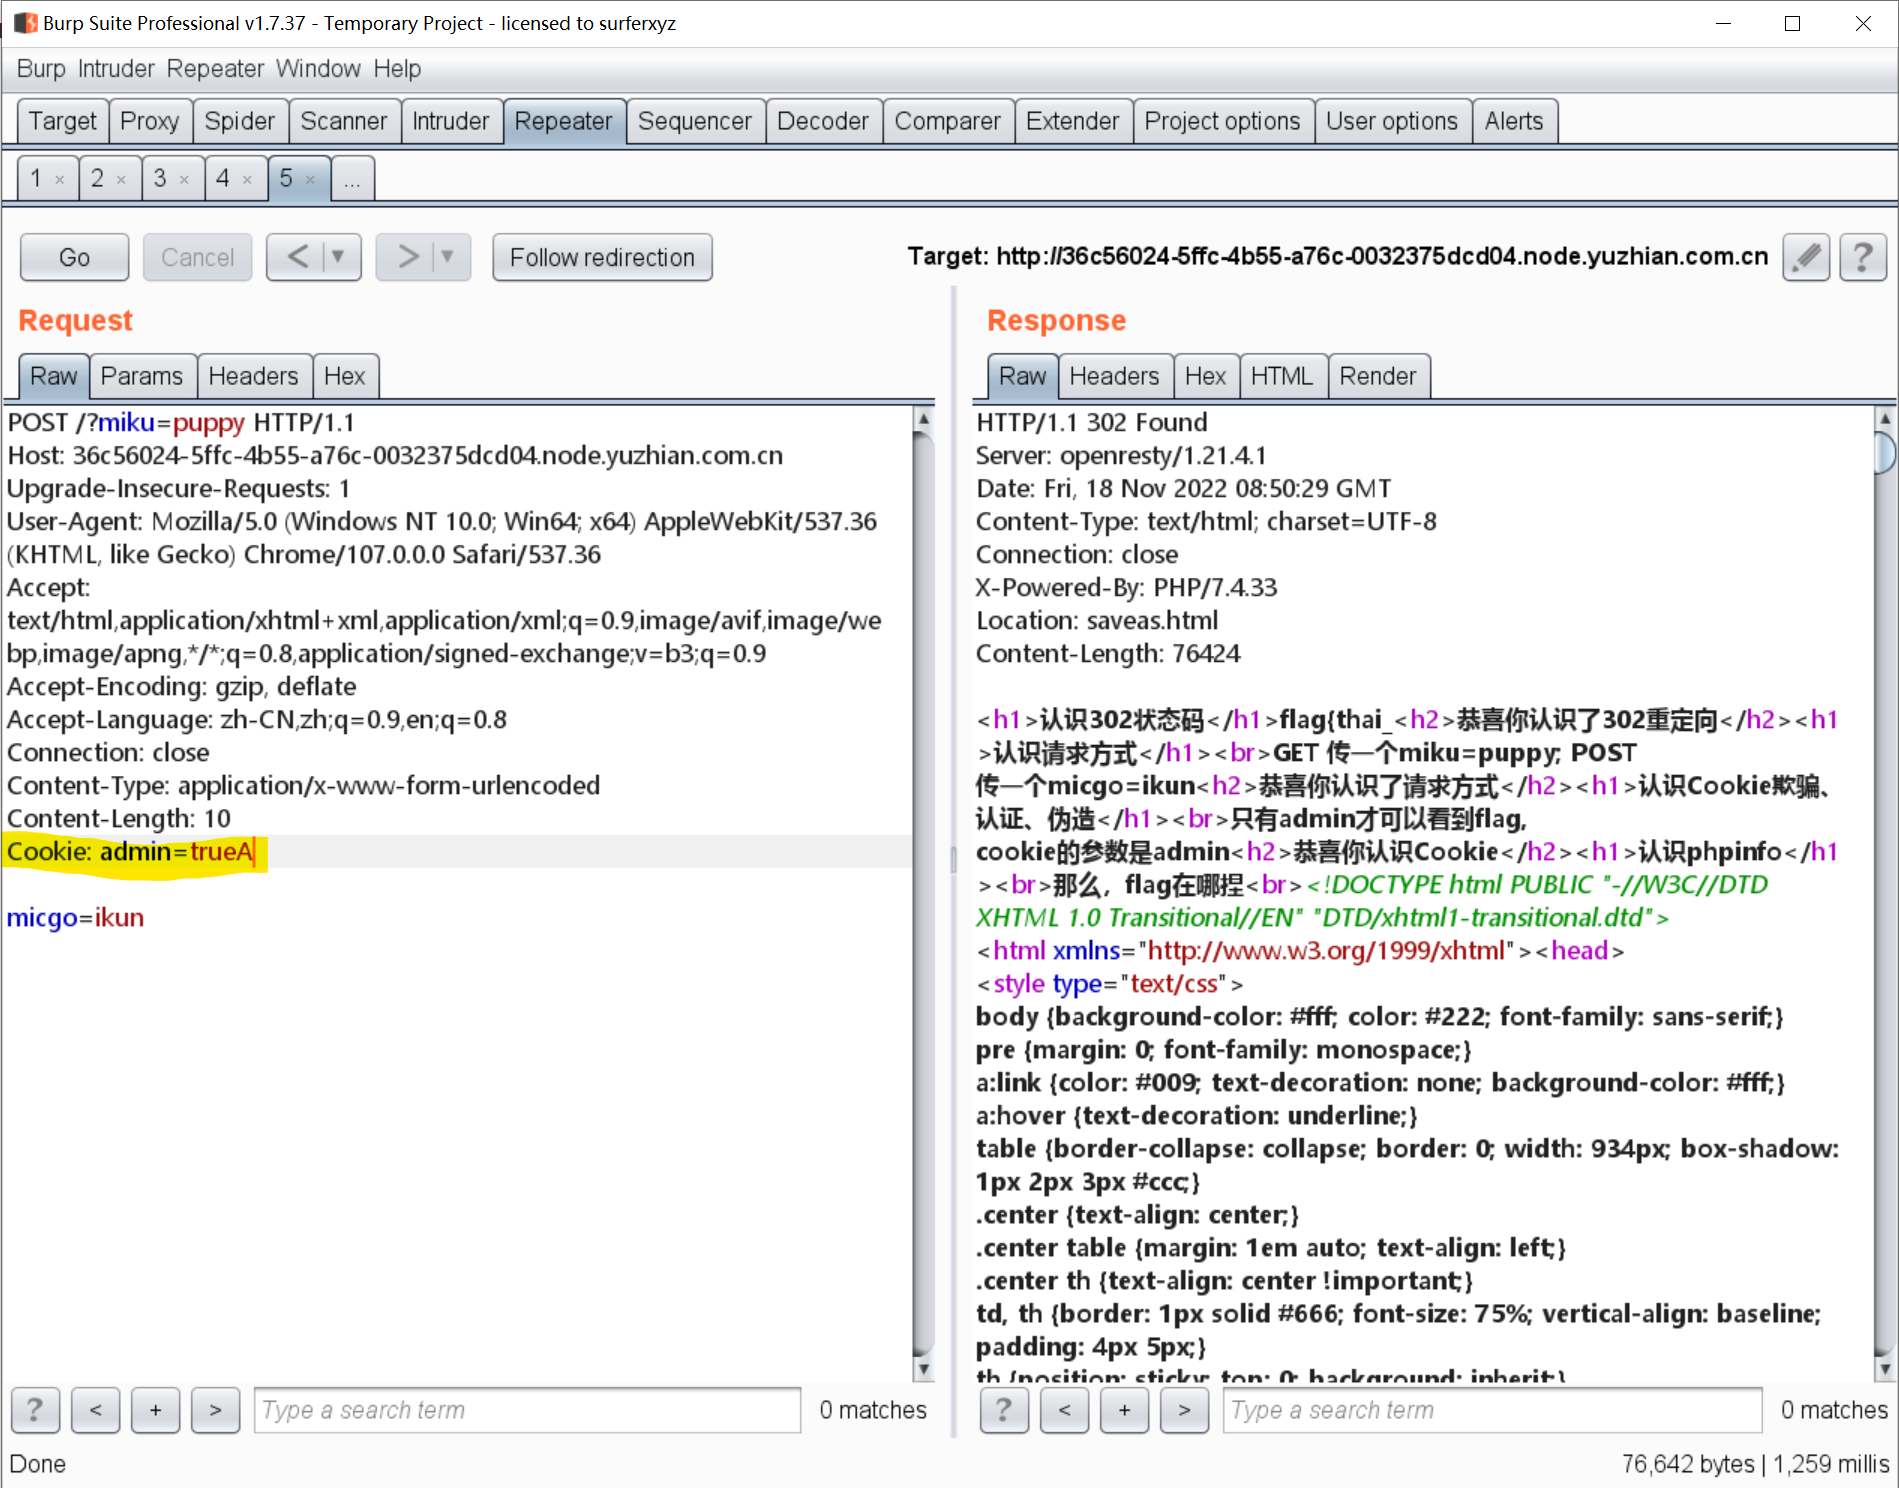 Burp Suite Professional v1.7.37 - Temporary Project - licensed to surferxyz
Burp Intruder Repeater Window Help
Target Proxy Spider Scanner Intruder Repeater Sequencer Decoder Comparer Extender Project options User options Alerts
1 × 2 × 3 × 4 × 5 × ...
Go Cancel < ▼ > ▼ Follow redirection Target: http://36c56024-5ffc-4b55-a76c-0032375dcd04.node.yuzhian.com.cn ?
Request
Raw Params Headers Hex
POST /?miku=puppy HTTP/1.1
Host: 36c56024-5ffc-4b55-a76c-0032375dcd04.node.yuzhian.com.cn
Upgrade-Insecure-Requests: 1
User-Agent: Mozilla/5.0 (Windows NT 10.0; Win64; x64) AppleWebKit/537.36
(KHTML, like Gecko) Chrome/107.0.0.0 Safari/537.36
Accept:
text/html,application/xhtml+xml,application/xml;q=0.9,image/avif,image/we
bp,image/apng,*/*;q=0.8,application/signed-exchange;v=b3;q=0.9
Accept-Encoding: gzip, deflate
Accept-Language: zh-CN,zh;q=0.9,en;q=0.8
Connection: close
Content-Type: application/x-www-form-urlencoded
Content-Length: 10
Cookie: admin=trueA
micgo=ikun
? < + > Type a search term 0 matches
Response
Raw Headers Hex HTML Render
HTTP/1.1 302 Found
Server: openresty/1.21.4.1
Date: Fri, 18 Nov 2022 08:50:29 GMT
Content-Type: text/html; charset=UTF-8
Connection: close
X-Powered-By: PHP/7.4.33
Location: saveas.html
Content-Length: 76424
<h1>认识302状态码</h1>flag{thai_<h2>恭喜你认识了302重定向</h2><h1
>认识请求方式</h1><br>GET 传一个miku=puppy; POST
传一个micgo=ikun<h2>恭喜你认识了请求方式</h2><h1>认识Cookie欺骗、
认证、伪造</h1><br>只有admin才可以看到flag,
cookie的参数是admin<h2>恭喜你认识Cookie</h2><h1>认识phpinfo</h1
><br>那么，flag在哪捏<br><!DOCTYPE html PUBLIC "-//W3C//DTD
XHTML 1.0 Transitional//EN" "DTD/xhtml1-transitional.dtd">
<html xmlns="http://www.w3.org/1999/xhtml"><head>
<style type="text/css">
body {background-color: #fff; color: #222; font-family: sans-serif;}
pre {margin: 0; font-family: monospace;}
a:link {color: #009; text-decoration: none; background-color: #fff;}
a:hover {text-decoration: underline;}
table {border-collapse: collapse; border: 0; width: 934px; box-shadow:
1px 2px 3px #ccc;}
.center {text-align: center;}
.center table {margin: 1em auto; text-align: left;}
.center th {text-align: center !important;}
td, th {border: 1px solid #666; font-size: 75%; vertical-align: baseline;
padding: 4px 5px;}
th {position: sticky; top: 0; background: inherit;}
? < + > Type a search term 0 matches
Done
76,642 bytes | 1,259 millis